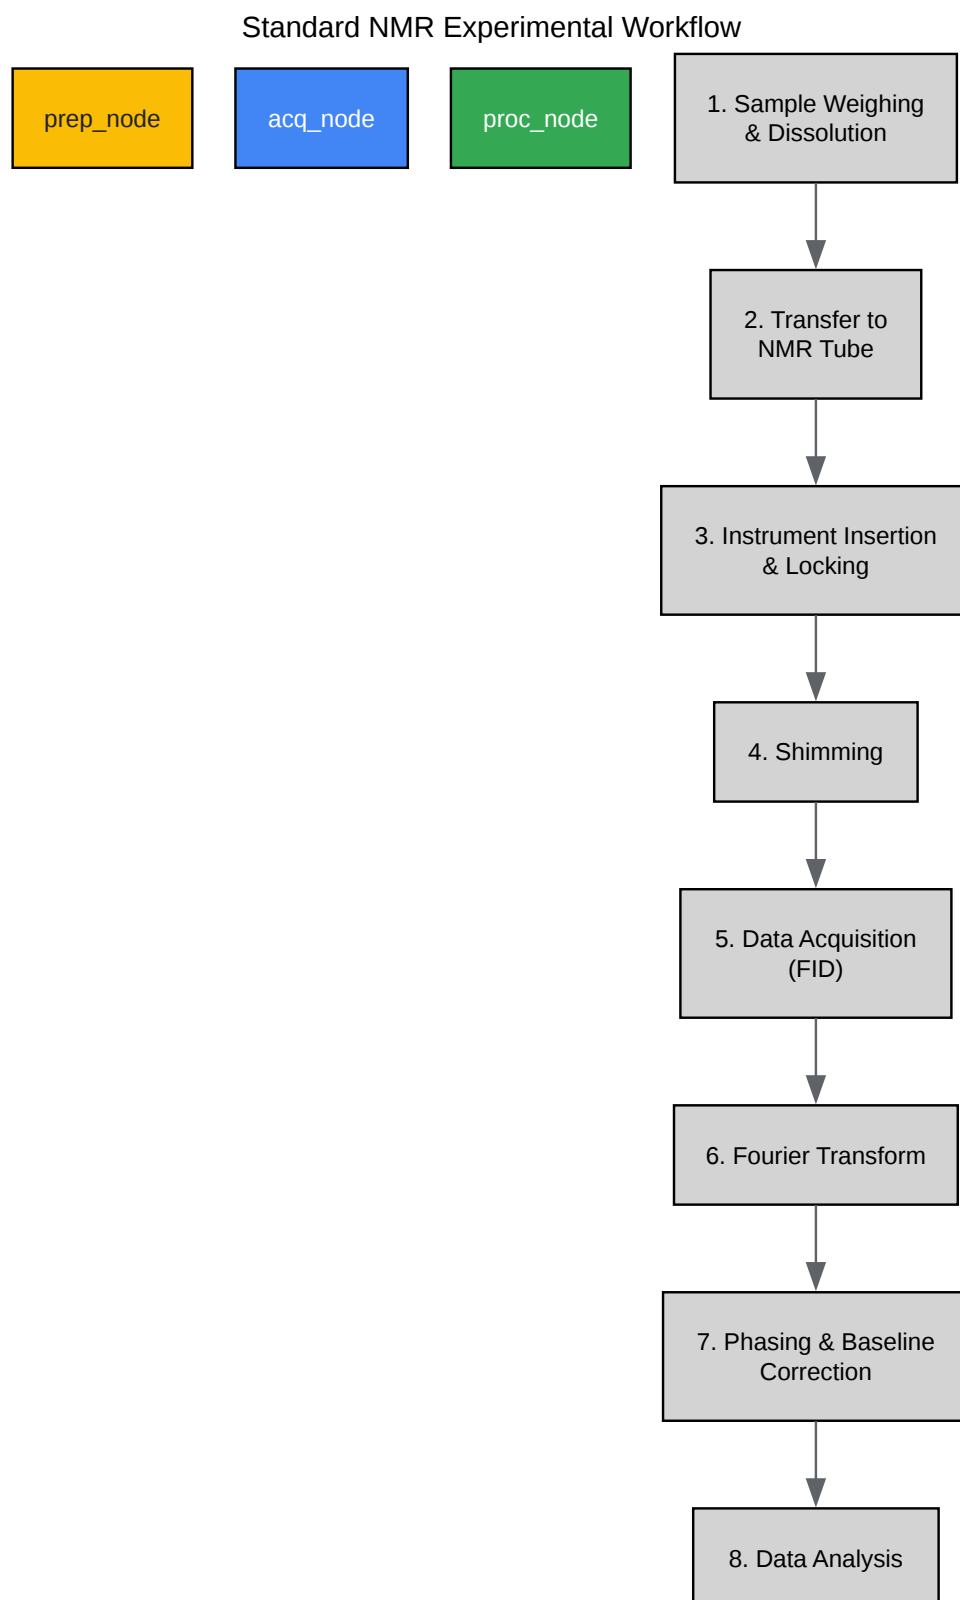 Standard NMR Experimental Workflow
prep_node
acq_node
proc_node
1. Sample Weighing
& Dissolution
2. Transfer to
NMR Tube
3. Instrument Insertion
& Locking
4. Shimming
5. Data Acquisition
(FID)
6. Fourier Transform
7. Phasing & Baseline
Correction
8. Data Analysis